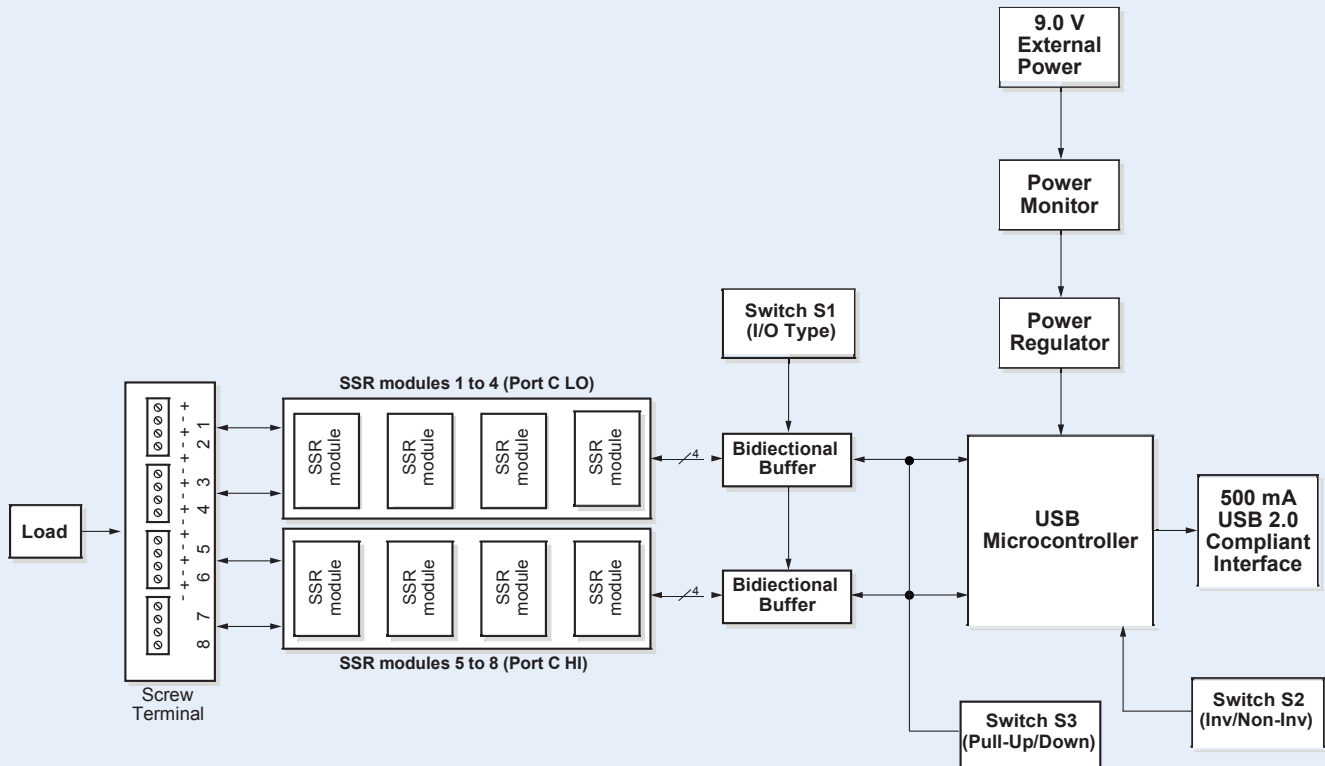 9.0 V
External
Power
Power
Monitor
Switch S1
(I/O Type)
Power
Regulator
SSR modules 1 to 4 (Port C LO)
SSR
module
SSR
module
SSR
module
SSR
module
Bidiectional
Buffer
4
+ - + - + - + - + - + - + -
1
2
3
4
5
6
7
8
Load
USB
Microcontroller
500 mA
USB 2.0
Compliant
Interface
SSR
module
SSR
module
SSR
module
SSR
module
Bidiectional
Buffer
4
SSR modules 5 to 8 (Port C HI)
Screw
Terminal
Switch S3
(Pull-Up/Down)
Switch S2
(Inv/Non-Inv)